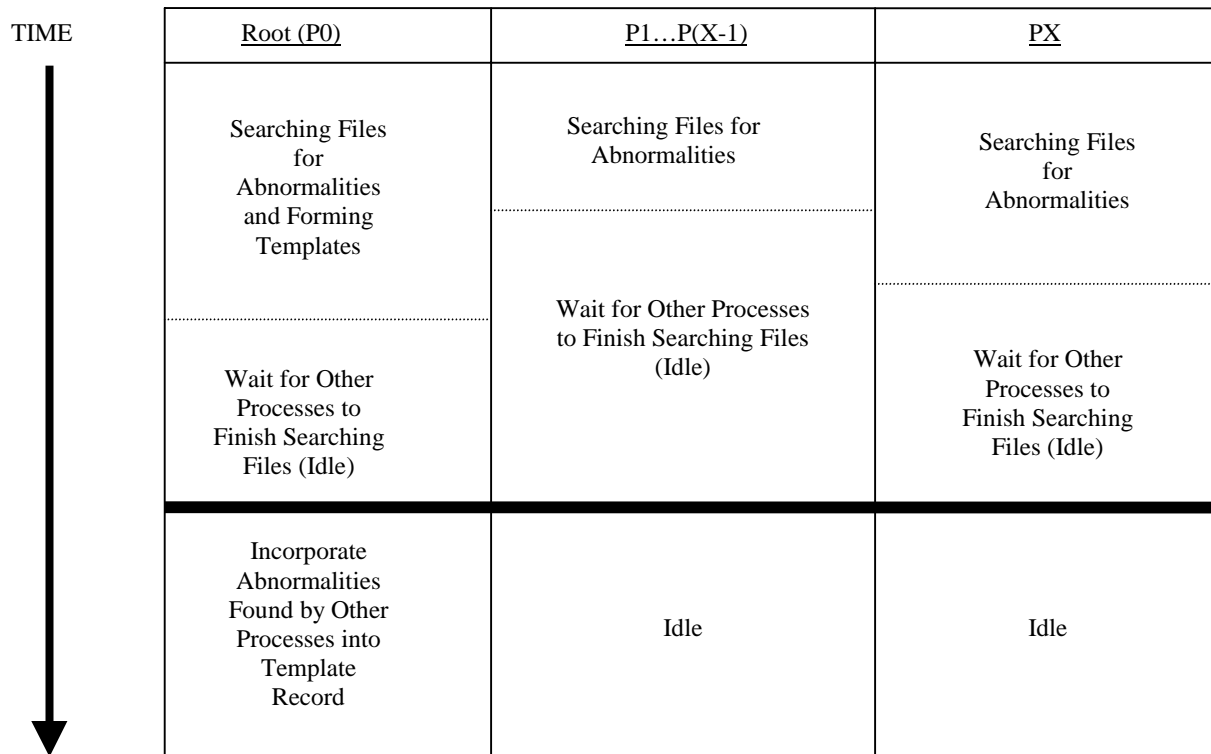 TIME
Root (P0)
P1…P(X-1)
PX
Searching Files
for
Abnormalities
and Forming
Templates
Searching Files for
Abnormalities
Searching Files
for
Abnormalities
Wait for Other
Processes to
Finish Searching
Files (Idle)
Wait for Other Processes
to Finish Searching Files
(Idle)
Wait for Other
Processes to
Finish Searching
Files (Idle)
Incorporate
Abnormalities
Found by Other
Processes into
Template
Record
Idle
Idle